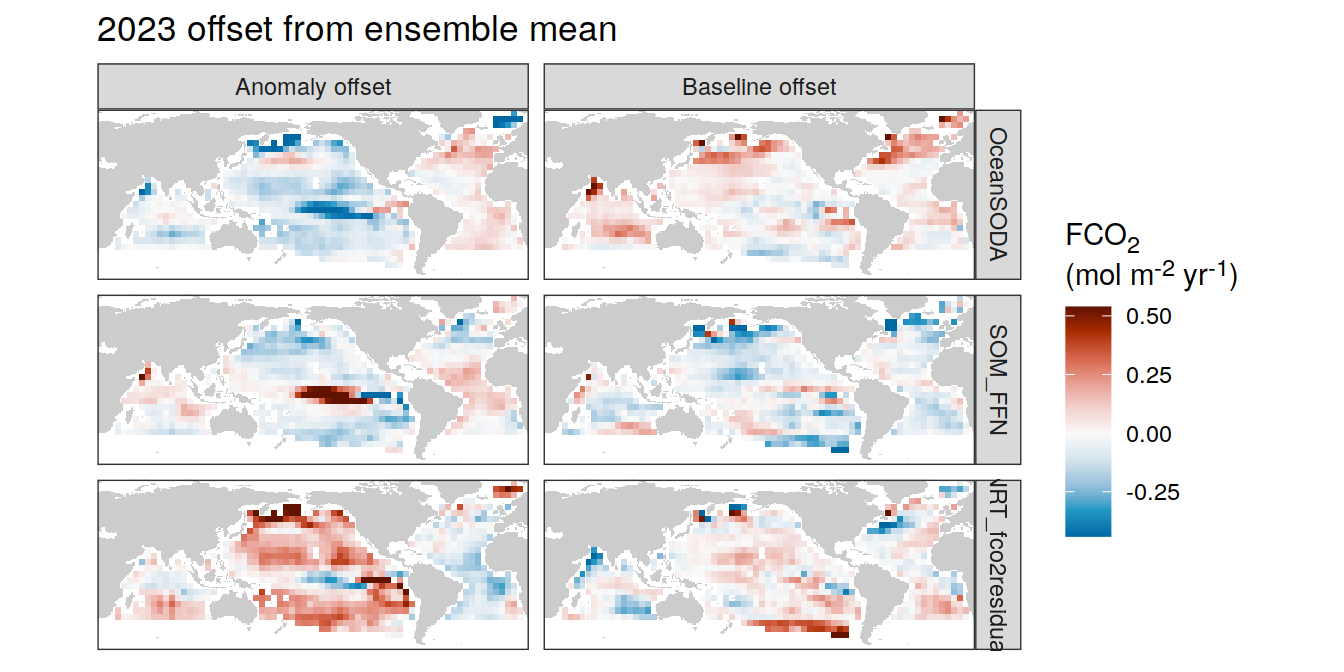 2023 offset from ensemble mean
Anomaly offset
Baseline offset
OceanSODA
SOM_FFN
NRT_fco2residua
FCO2
(mol m-2 yr-1)
0.50
0.25
0.00
-0.25